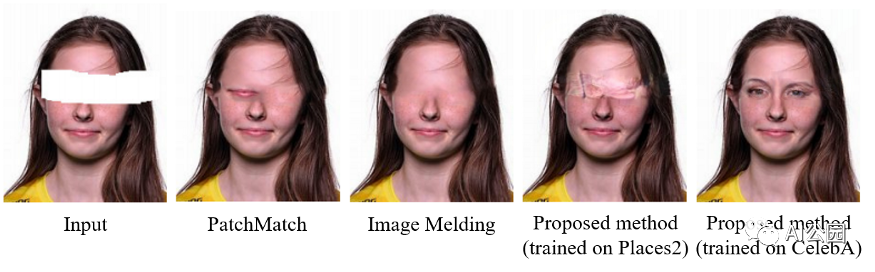 Input
PatchMatch
Image Melding
Proposed method
(trained on Places2)
Proposed method
(trained on CelebA)
AI公园